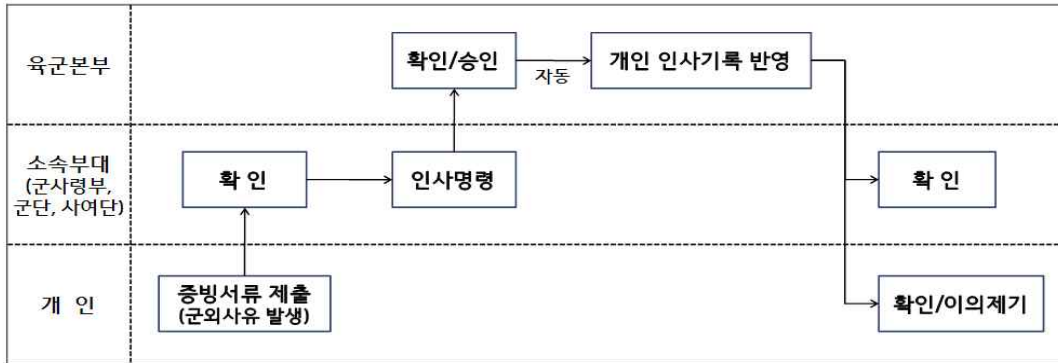 육군본부
확인/승인
자동
개인 인사기록 반영
소속부대
(군사령부,
군단, 사여단)
확 인
인사명령
확 인
개 인
증빙서류 제출
(군외사유 발생)
확인/이의제기